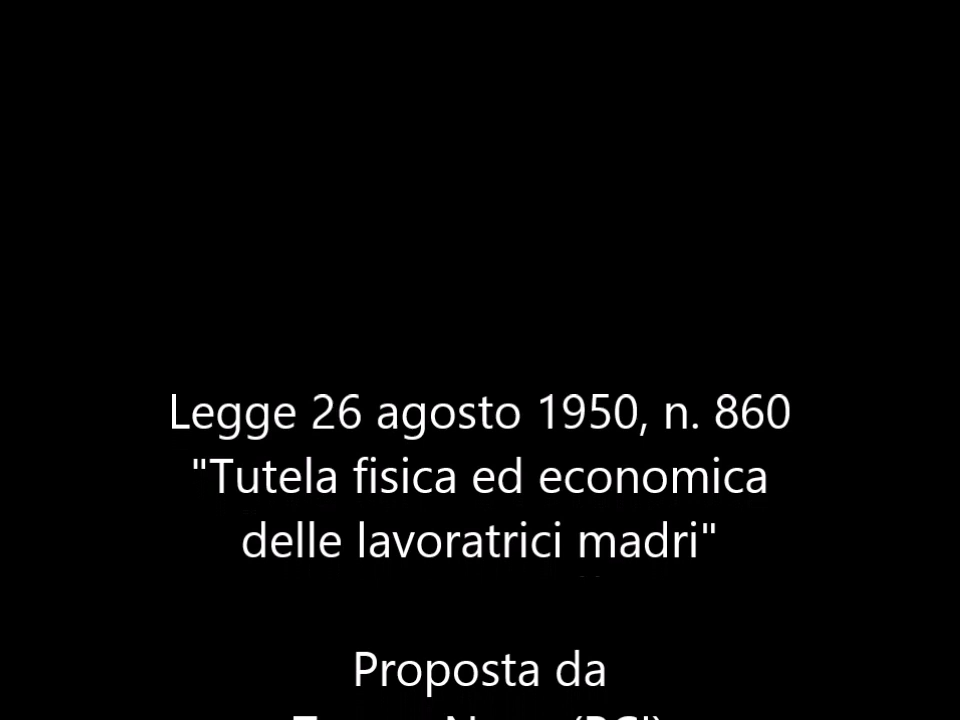 Legge 26 agosto 1950, n. 860
"Tutela fisica ed economica
delle lavoratrici madri"
Proposta da